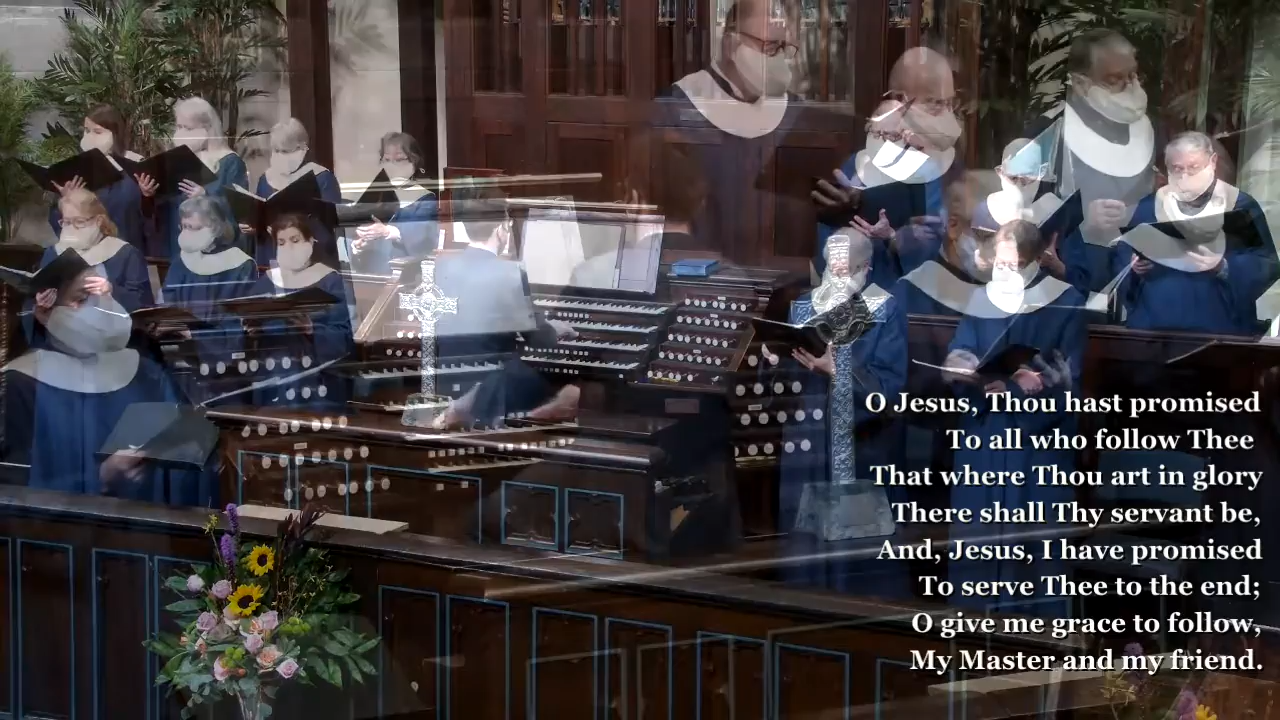 O Jesus, Thou hast promised
To all who follow Thee
That where Thou art in glory
There shall Thy servant be,
And, Jesus, I have promised
To serve Thee to the end;
O give me grace to follow,
My Master and my friend.